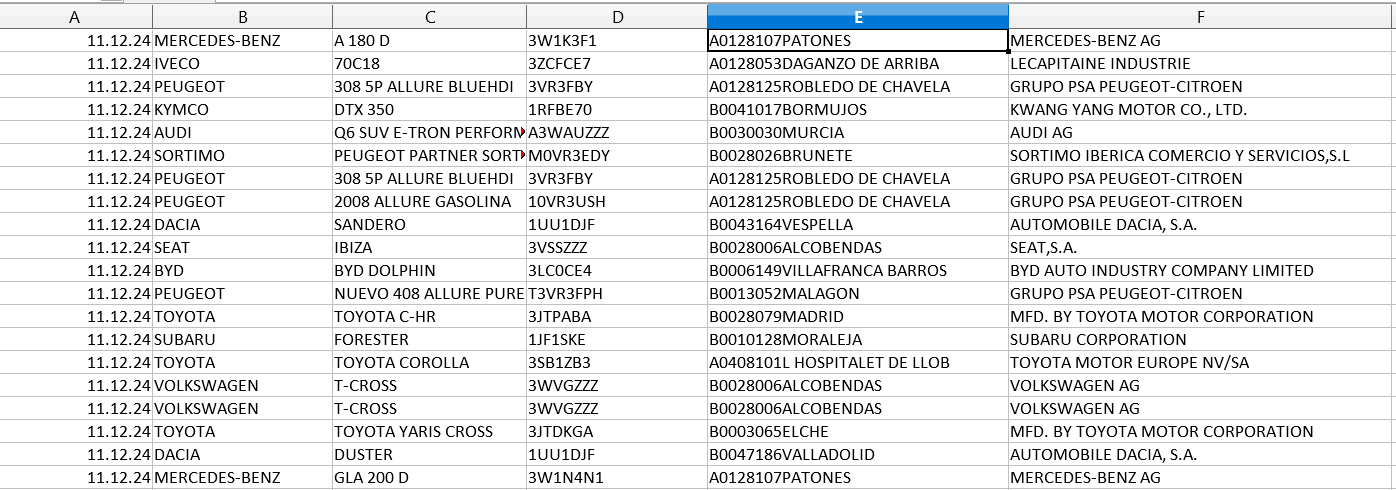 A B C D E F
11.12.24 MERCEDES-BENZ A 180 D 3W1K3F1 A0128107PATONES MERCEDES-BENZ AG
11.12.24 IVECO 70C18 3ZCFCE7 A0128053DAGANZO DE ARRIBA LECAPITAINE INDUSTRIE
11.12.24 PEUGEOT 308 5P ALLURE BLUEHDI 3VR3FBY A0128125ROBLEDO DE CHAVELA GRUPO PSA PEUGEOT-CITROEN
11.12.24 KYMCO DTX 350 1RFBE70 B0041017BORMUJOS KWANG YANG MOTOR CO., LTD.
11.12.24 AUDI Q6 SUV E-TRON PERFORM A3WAUZZZ B0030030MURCIA AUDI AG
11.12.24 SORTIMO PEUGEOT PARTNER SORT M0VR3EDY B0028026BRUNETE SORTIMO IBERICA COMERCIO Y SERVICIOS,S.L
11.12.24 PEUGEOT 308 5P ALLURE BLUEHDI 3VR3FBY A0128125ROBLEDO DE CHAVELA GRUPO PSA PEUGEOT-CITROEN
11.12.24 PEUGEOT 2008 ALLURE GASOLINA 10VR3USH A0128125ROBLEDO DE CHAVELA GRUPO PSA PEUGEOT-CITROEN
11.12.24 DACIA SANDERO 1UU1DJF B0043164VESPELLA AUTOMOBILE DACIA, S.A.
11.12.24 SEAT IBIZA 3VSSZZZ B0028006ALCOBENDAS SEAT,S.A.
11.12.24 BYD BYD DOLPHIN 3LC0CE4 B0006149VILLAFRANCA BARROS BYD AUTO INDUSTRY COMPANY LIMITED
11.12.24 PEUGEOT NUEVO 408 ALLURE PURE T3VR3FPH B0013052MALAGON GRUPO PSA PEUGEOT-CITROEN
11.12.24 TOYOTA TOYOTA C-HR 3JTPABA B0028079MADRID MFD. BY TOYOTA MOTOR CORPORATION
11.12.24 SUBARU FORESTER 1JF1SKE B0010128MORALEJA SUBARU CORPORATION
11.12.24 TOYOTA TOYOTA COROLLA 3SB1ZB3 A0408101L HOSPITALET DE LLOB TOYOTA MOTOR EUROPE NV/SA
11.12.24 VOLKSWAGEN T-CROSS 3WVGZZZ B0028006ALCOBENDAS VOLKSWAGEN AG
11.12.24 VOLKSWAGEN T-CROSS 3WVGZZZ B0028006ALCOBENDAS VOLKSWAGEN AG
11.12.24 TOYOTA TOYOTA YARIS CROSS 3JTDKGA B0003065ELCHE MFD. BY TOYOTA MOTOR CORPORATION
11.12.24 DACIA DUSTER 1UU1DJF B0047186VALLADOLID AUTOMOBILE DACIA, S.A.
11.12.24 MERCEDES-BENZ GLA 200 D 3W1N4N1 A0128107PATONES MERCEDES-BENZ AG